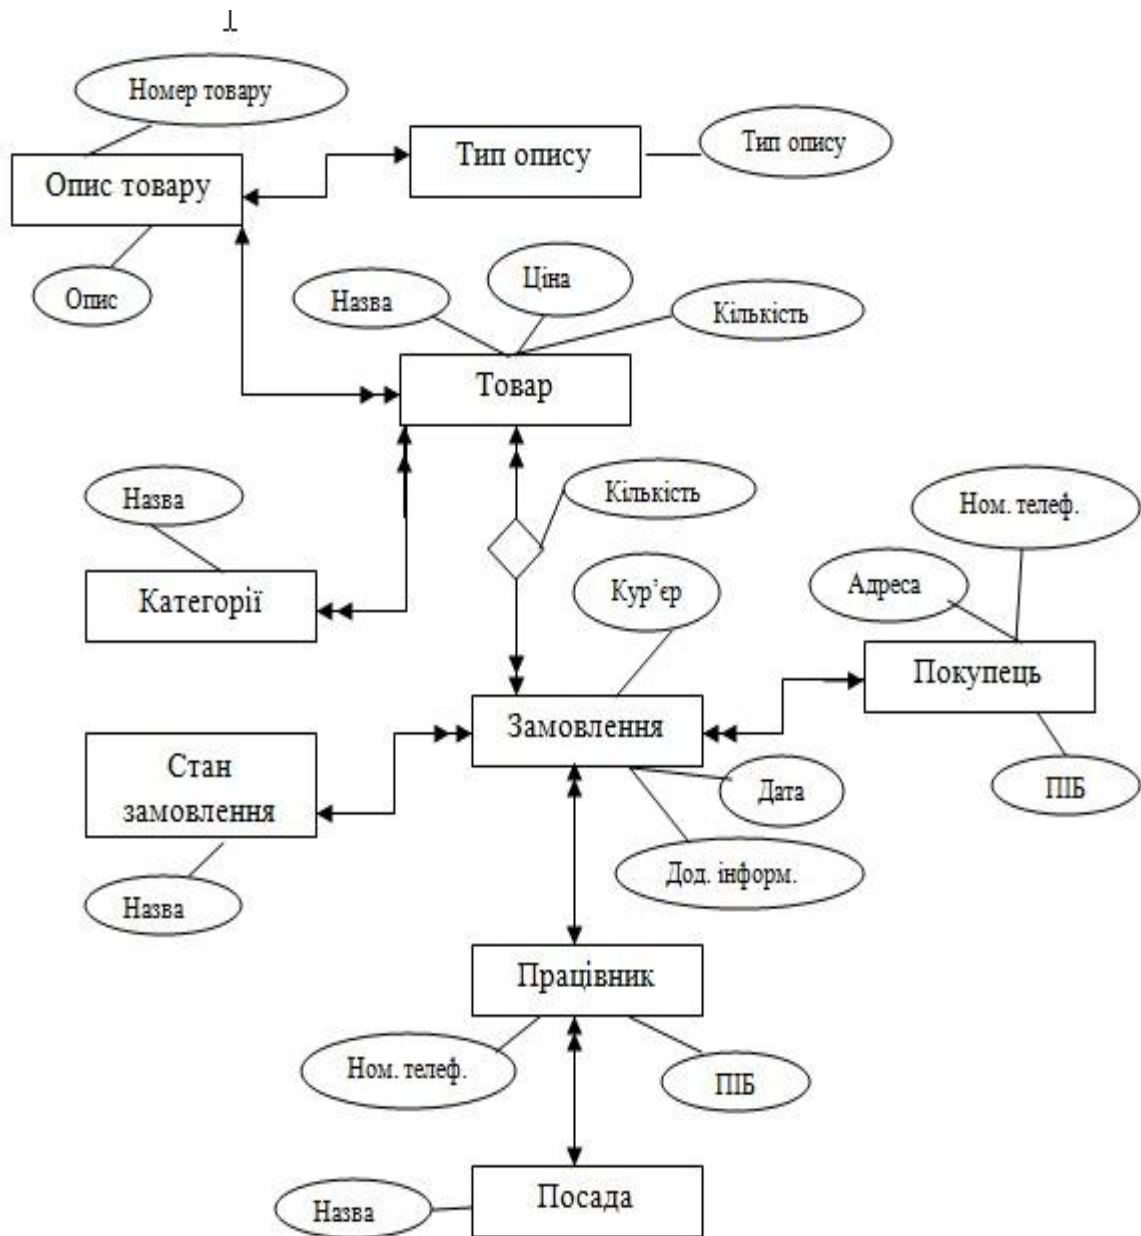 Номер товару
Тип опису
Тип опису
Опис товару
Опис
Назва
Ціна
Кількість
Товар
Назва
Кількість
Ном. телеф.
Категорії
Кур’єр
Адреса
Покупець
Стан
замовлення
Замовлення
Дата
ПІБ
Назва
Дод. інформ.
Працівник
Ном. телеф.
ПІБ
Назва
Посада